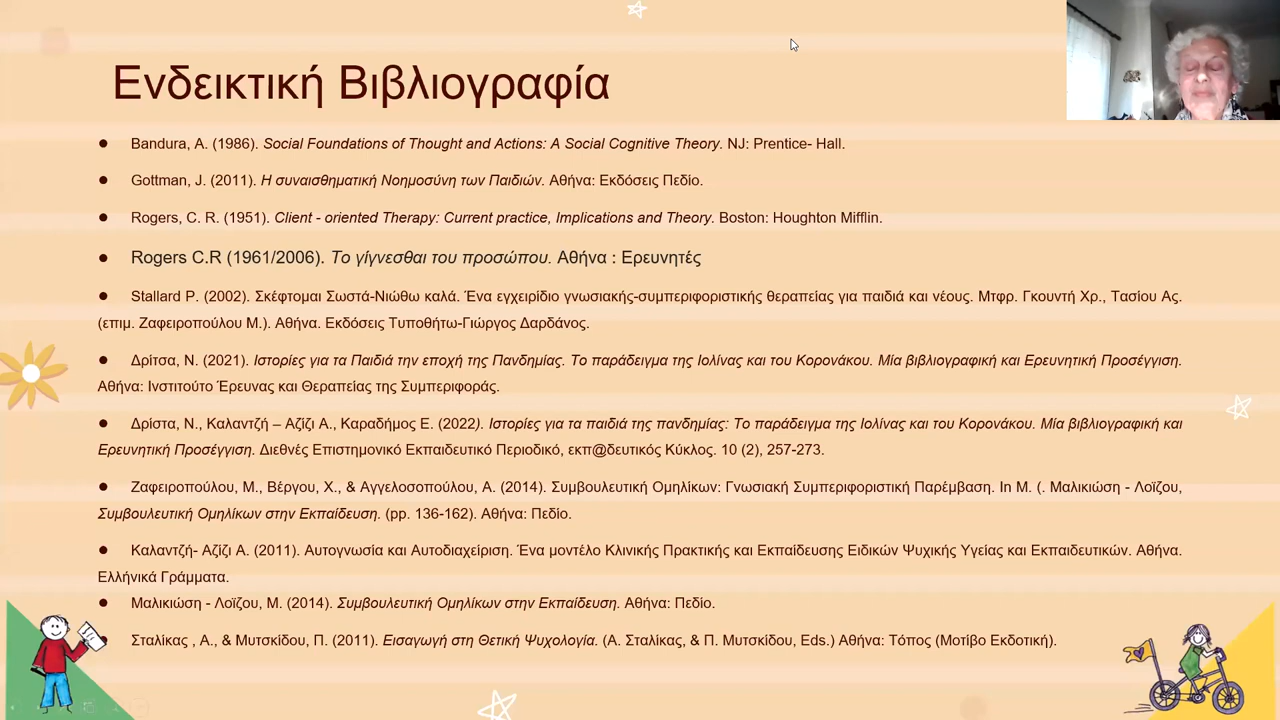 Ενδεικτική Βιβλιογραφία
● Bandura, A. (1986). Social Foundations of Thought and Actions: A Social Cognitive Theory. NJ: Prentice- Hall.
● Gottman, J. (2011). Η συναισθηματική Νοημοσύνη των Παιδιών. Αθήνα: Εκδόσεις Πεδίο.
● Rogers, C. R. (1951). Client - oriented Therapy: Current practice, Implications and Theory. Boston: Houghton Mifflin.
● Rogers C.R (1961/2006). Το γίγνεσθαι του προσώπου. Αθήνα : Ερευνητές
● Stallard P. (2002). Σκέφτομαι Σωστά-Νιώθω καλά. Ένα εγχειρίδιο γνωσιακής-συμπεριφοριστικής θεραπείας για παιδιά και νέους. Μτφρ. Γκουντή Χρ., Τασίου Ας.
(επιμ. Ζαφειροπούλου Μ.). Αθήνα. Εκδόσεις Τυποθήτω-Γιώργος Δαρδάνος.
● Δρίτσα, Ν. (2021). Ιστορίες για τα Παιδιά την εποχή της Πανδημίας. Το παράδειγμα της Ιολίνας και του Κορονάκου. Μία βιβλιογραφική και Ερευνητική Προσέγγιση.
Αθήνα: Ινστιτούτο Έρευνας και Θεραπείας της Συμπεριφοράς.
● Δρίστα, Ν., Καλαντζή – Αζίζι Α., Καραδήμος Ε. (2022). Ιστορίες για τα παιδιά της πανδημίας: Το παράδειγμα της Ιολίνας και του Κορονάκου. Μία βιβλιογραφική και
Ερευνητική Προσέγγιση. Διεθνές Επιστημονικό Εκπαιδευτικό Περιοδικό, εκπ@δευτικός Κύκλος. 10 (2), 257-273.
● Ζαφειροπούλου, Μ., Βέργου, Χ., & Αγγελοσοπούλου, Α. (2014). Συμβουλευτική Ομηλίκων: Γνωσιακή Συμπεριφοριστική Παρέμβαση. In Μ. (. Μαλικιώση - Λοϊζου,
Συμβουλευτική Ομηλίκων στην Εκπαίδευση. (pp. 136-162). Αθήνα: Πεδίο.
● Καλαντζή- Αζίζι Α. (2011). Αυτογνωσία και Αυτοδιαχείριση. Ένα μοντέλο Κλινικής Πρακτικής και Εκπαίδευσης Ειδικών Ψυχικής Υγείας και Εκπαιδευτικών. Αθήνα.
Ελλήνικά Γράμματα.
● Μαλικιώση - Λοϊζου, Μ. (2014). Συμβουλευτική Ομηλίκων στην Εκπαίδευση. Αθήνα: Πεδίο.
● Σταλίκας , Α., & Μυτσκίδου, Π. (2011). Εισαγωγή στη Θετική Ψυχολογία. (Α. Σταλίκας, & Π. Μυτσκίδου, Eds.) Αθήνα: Τόπος (Μοτίβο Εκδοτική).